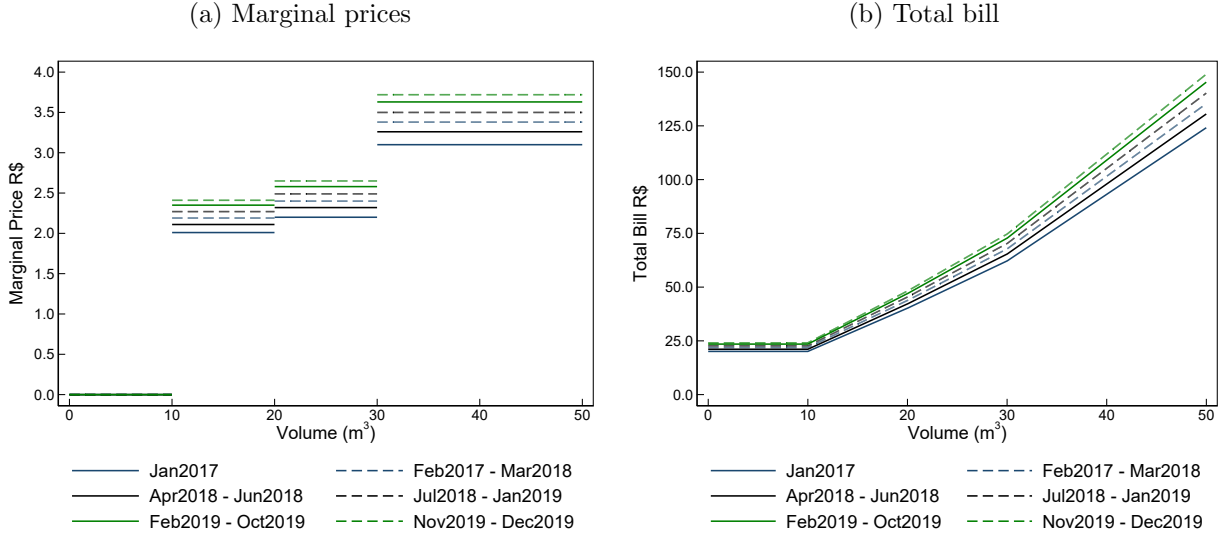 (a) Marginal prices
4.0
3.5
3.0
2.5
2.0
1.5
1.0
0.5
0.0
Marginal Price R$
0 10 20 30 40 50
Volume (m³)
Jan2017 Feb2017 - Mar2018
Apr2018 - Jun2018 Jul2018 - Jan2019
Feb2019 - Oct2019 Nov2019 - Dec2019
(b) Total bill
150.0
125.0
100.0
75.0
50.0
25.0
0.0
Total Bill R$
0 10 20 30 40 50
Volume (m³)
Jan2017 Feb2017 - Mar2018
Apr2018 - Jun2018 Jul2018 - Jan2019
Feb2019 - Oct2019 Nov2019 - Dec2019